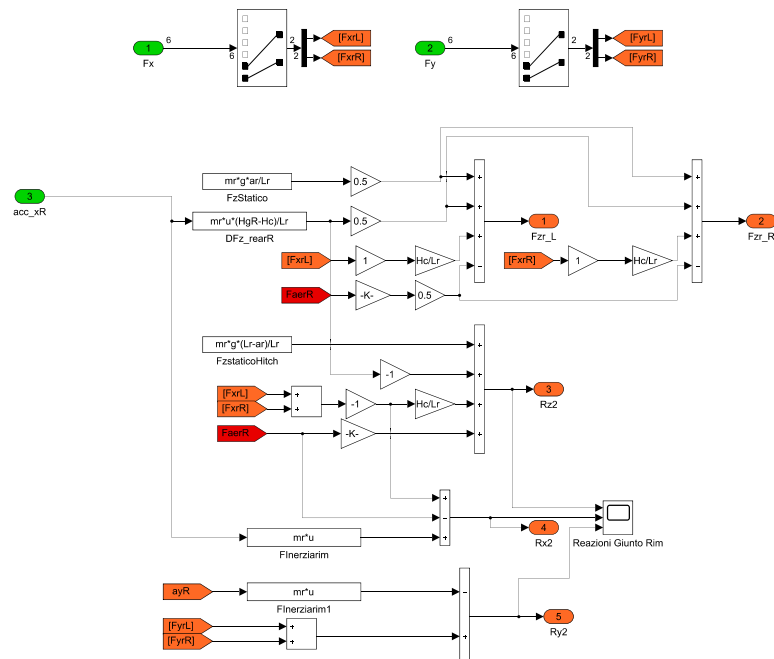 1
Fx
6
6
2
2
[FxrL]
[FxrR]
2
Fy
6
6
2
2
[FyrL]
[FyrR]
3
acc_xR
mr*g*ar/Lr
FzStatico
0.5
mr*u*(HgR-Hc)/Lr
DFz_rearR
0.5
[FxrL]
1
Hc/Lr
FaerR
-K-
0.5
+
+
+
−
1
Fzr_L
[FxrR]
1
Hc/Lr
+
+
+
−
2
Fzr_R
mr*g*(Lr-ar)/Lr
FzstaticoHitch
-1
[FxrL]
[FxrR]
+
+
-1
Hc/Lr
FaerR
-K-
+
+
+
+
3
Rz2
+
−
+
mr*u
FInerziarim
4
Rx2
Reazioni Giunto Rim
ayR
mr*u
FInerziarim1
[FyrL]
[FyrR]
+
+
−
+
5
Ry2